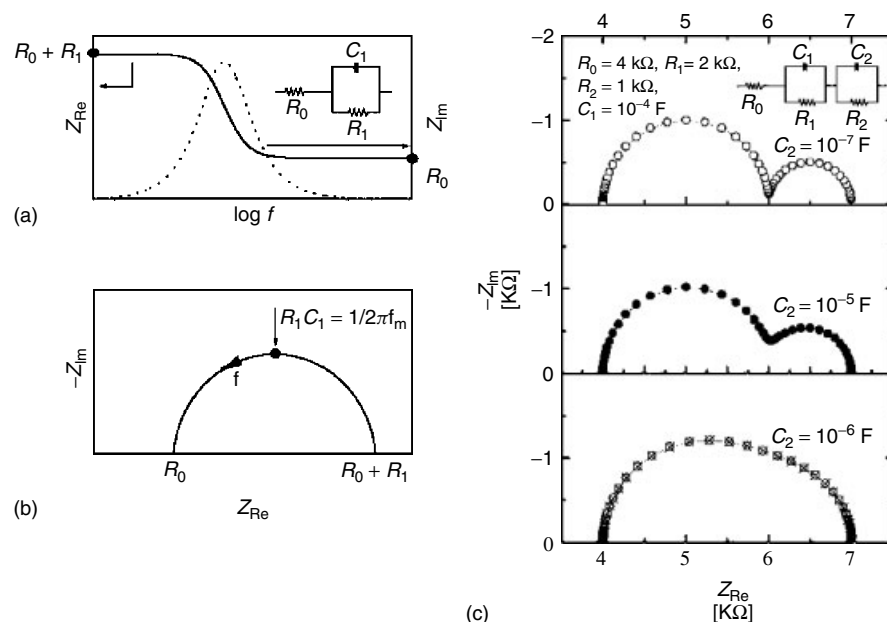 R0 + R1
ZRe
C1
R0
R1
ZIm
R0
log f
(a)
−ZIm
R1C1 = 1/2πfm
f
R0
R0 + R1
ZRe
(b)
4 5 6 7
−2
R0 = 4 kΩ, R1 = 2 kΩ,
R2 = 1 kΩ,
C1 = 10−4 F
C1 C2
R0
R1 R2
−1
C2 = 10−7 F
0
−ZIm
[KΩ]
−1
C2 = 10−5 F
0
C2 = 10−6 F
−1
0
4 5 6 7
ZRe
[KΩ]
(c)